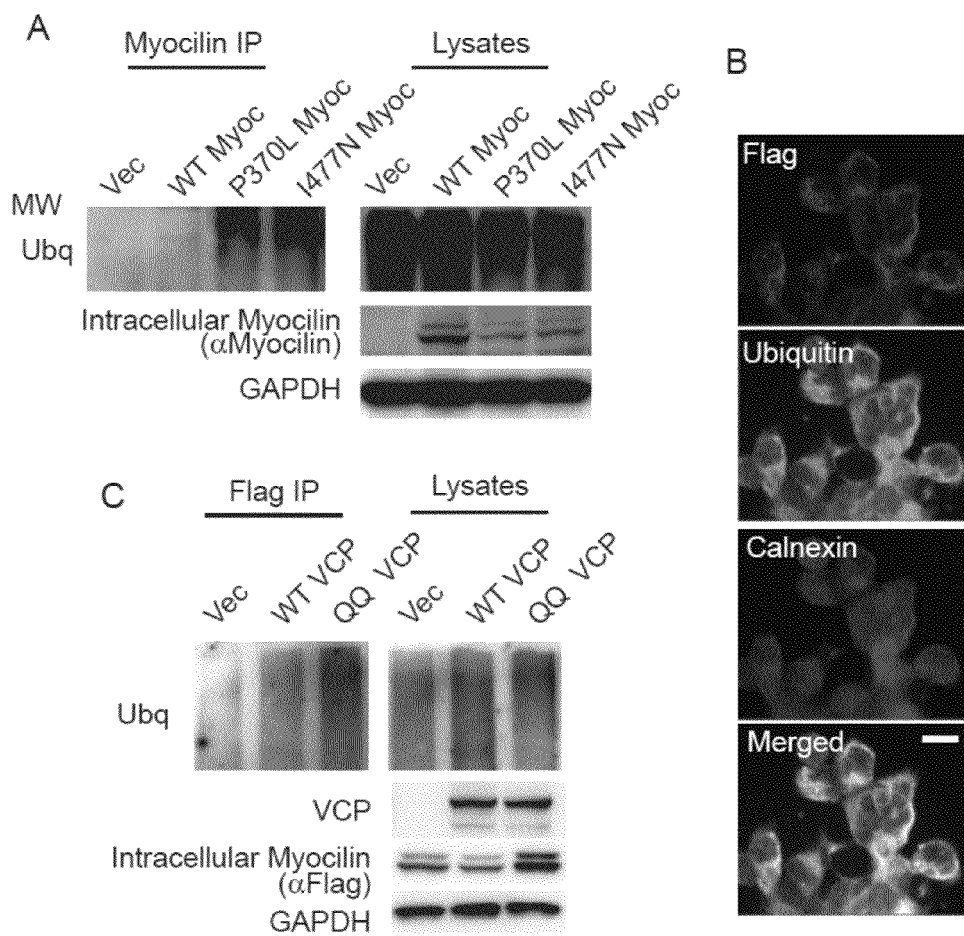 A
Myocilin IP
Lysates
Vec
WT Myoc
P370L Myoc
I477N Myoc
Vec
WT Myoc
P370L Myoc
I477N Myoc
MW
Ubq
Intracellular Myocilin
(αMyocilin)
GAPDH
B
Flag
Ubiquitin
Calnexin
Merged
C
Flag IP
Lysates
Vec
WT VCP
QQ VCP
Vec
WT VCP
QQ VCP
Ubq
VCP
Intracellular Myocilin
(αFlag)
GAPDH